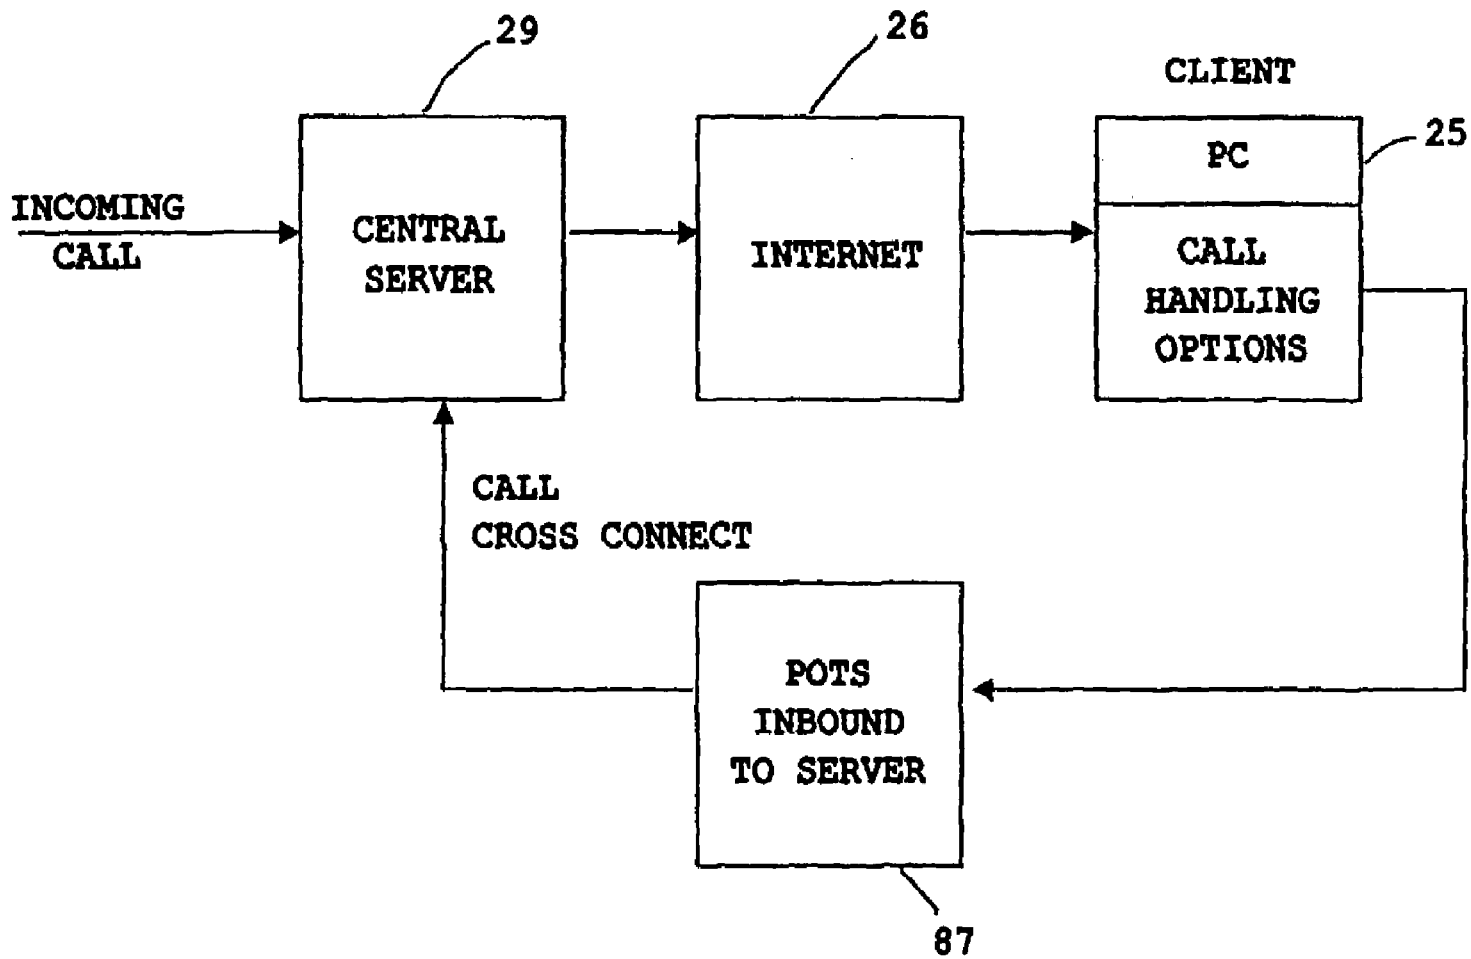 29
26
CLIENT
25
PC
INCOMING
CALL
CENTRAL
SERVER
INTERNET
CALL
HANDLING
OPTIONS
CALL
CROSS CONNECT
POTS
INBOUND
TO SERVER
87